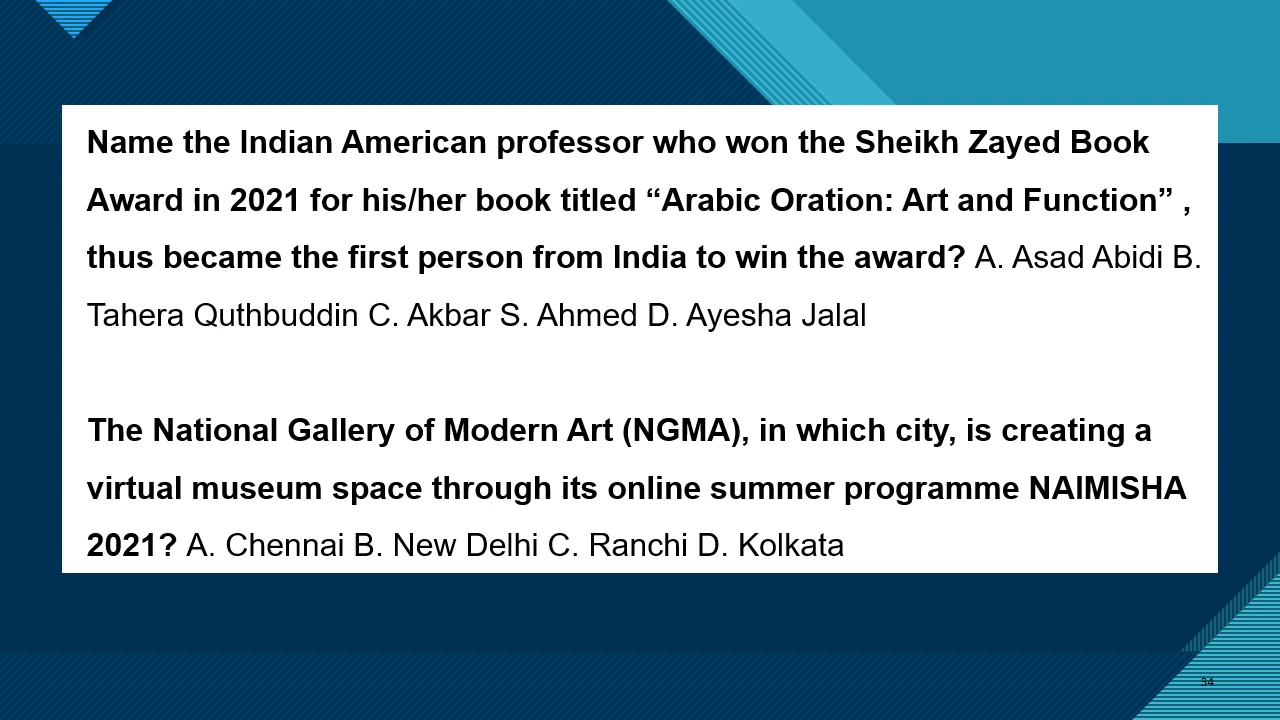 Name the Indian American professor who won the Sheikh Zayed Book
Award in 2021 for his/her book titled “Arabic Oration: Art and Function” ,
thus became the first person from India to win the award? A. Asad Abidi B.
Tahera Quthbuddin C. Akbar S. Ahmed D. Ayesha Jalal
The National Gallery of Modern Art (NGMA), in which city, is creating a
virtual museum space through its online summer programme NAIMISHA
2021? A. Chennai B. New Delhi C. Ranchi D. Kolkata
34